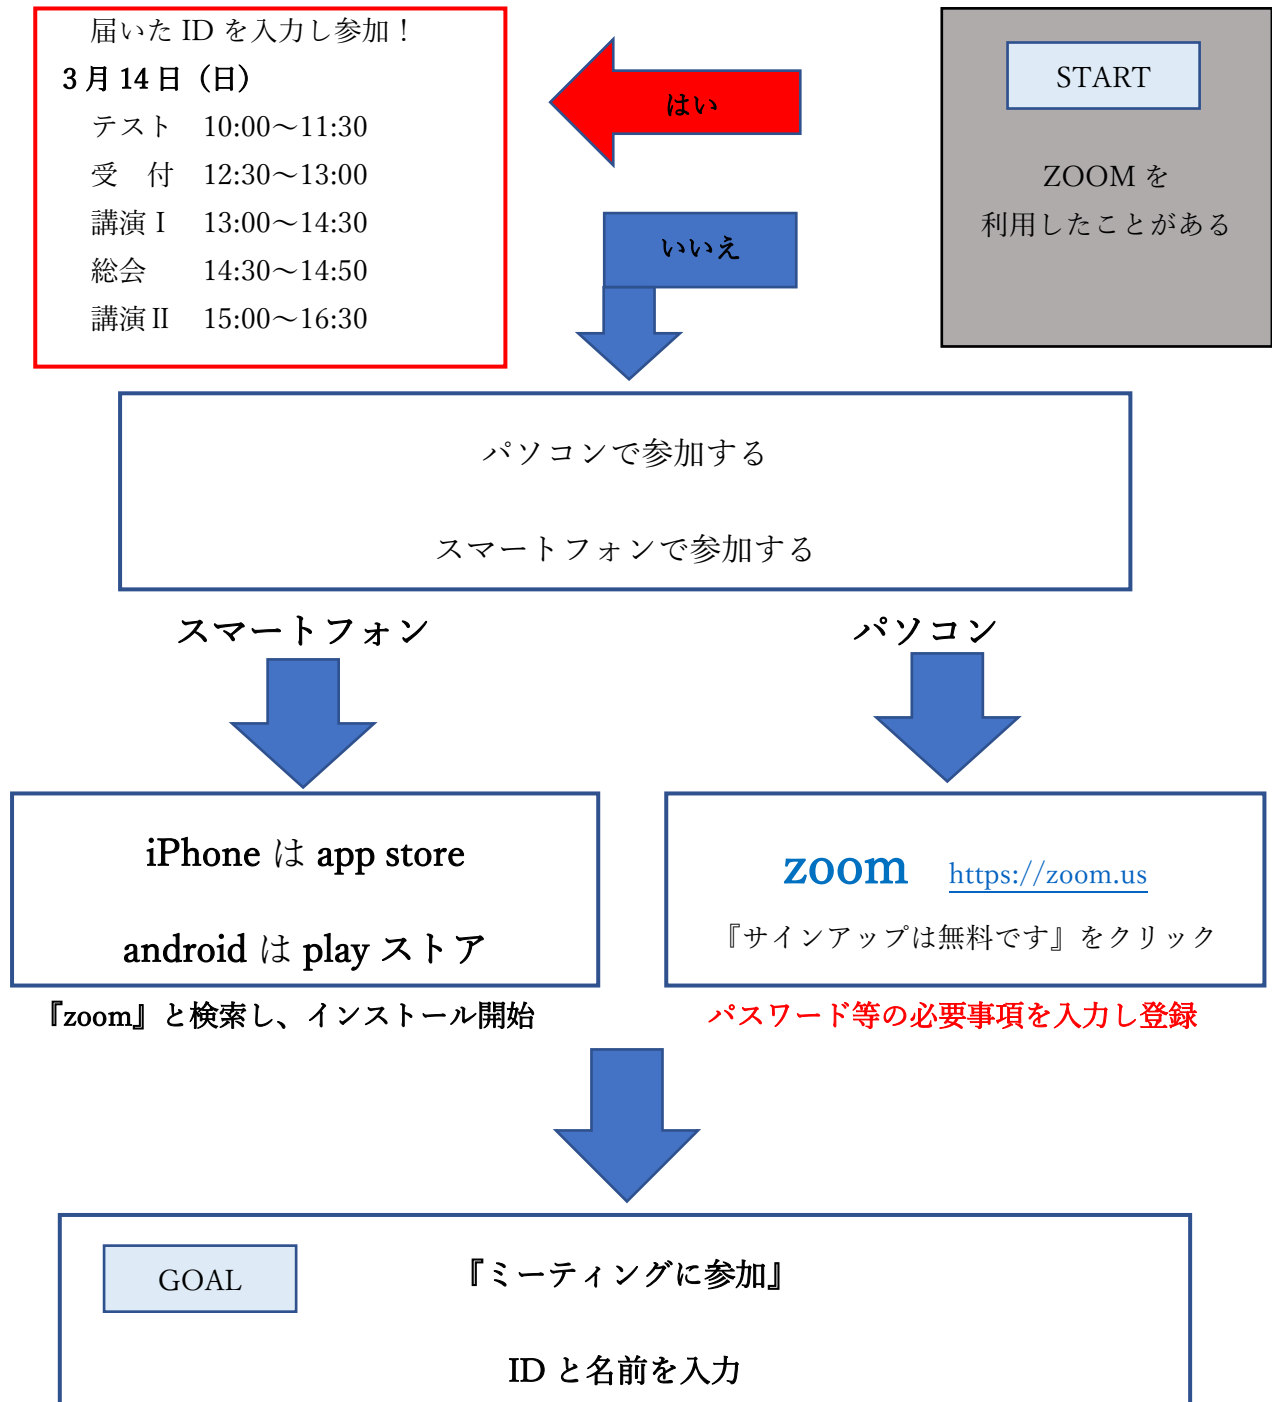 START
ZOOM を
利用したことがある
はい
いいえ
届いた ID を入力し参加！
3 月 14 日（日）
テスト　10:00～11:30
受　付　12:30～13:00
講演Ⅰ　13:00～14:30
総会　14:30～14:50
講演Ⅱ　15:00～16:30
パソコンで参加する
スマートフォンで参加する
スマートフォン
パソコン
iPhone は app store
android は play ストア
『zoom』と検索し、インストール開始
zoom　https://zoom.us
『サインアップは無料です』をクリック
パスワード等の必要事項を入力し登録
GOAL
『ミーティングに参加』
ID と名前を入力